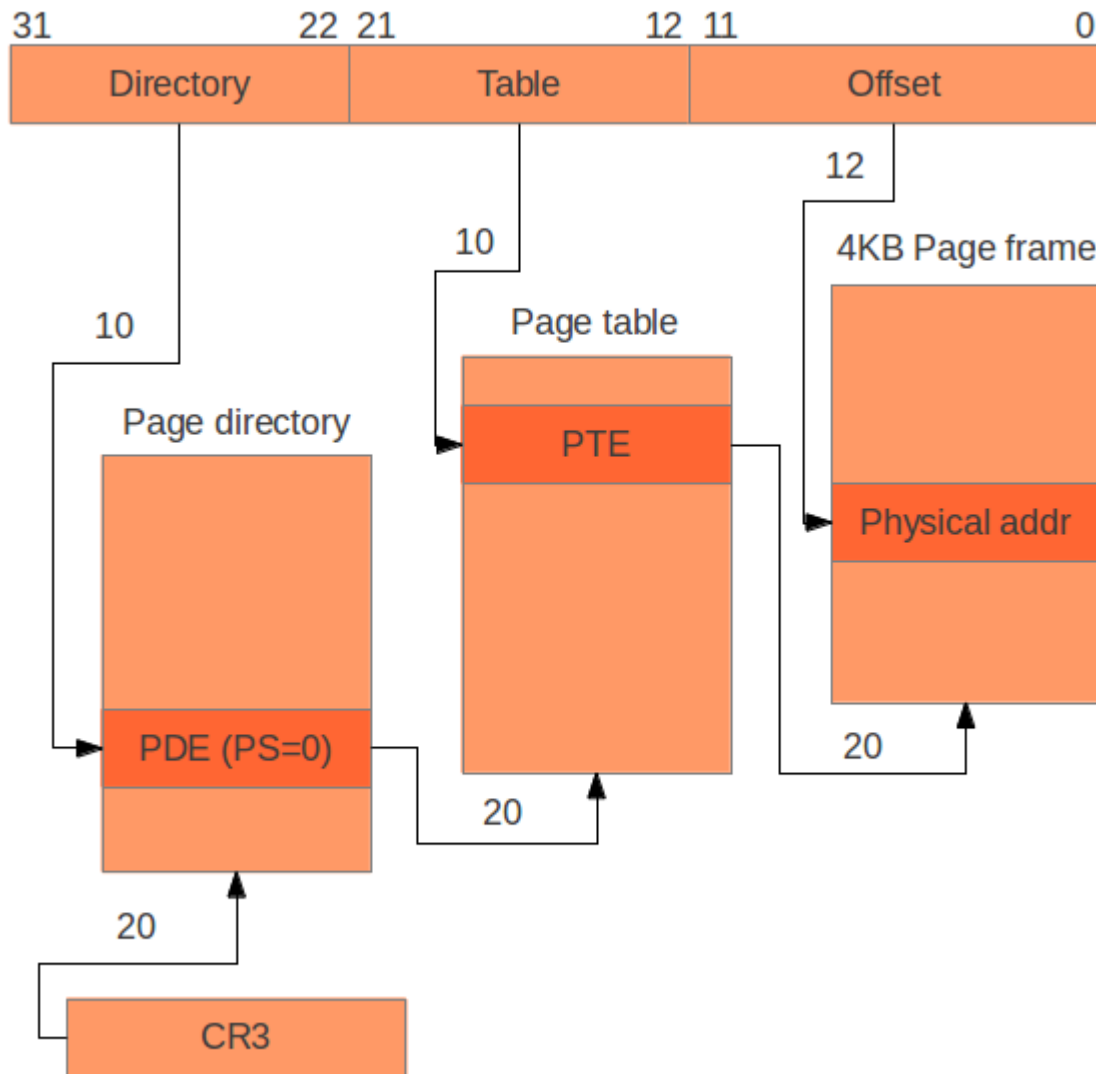 31 22 21 12 11 0
Directory Table Offset
12
10
4KB Page frame
10
Page table
Page directory
PTE
Physical addr
PDE (PS=0)
20
20
20
CR3